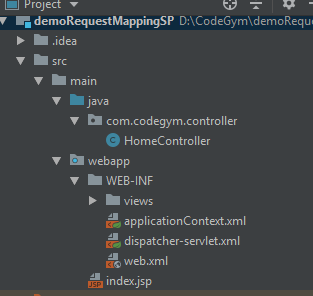 Project
demoRequestMappingSP D:\CodeGym\demoReque
.idea
src
main
java
com.codegym.controller
HomeController
webapp
WEB-INF
views
applicationContext.xml
dispatcher-servlet.xml
web.xml
index.jsp